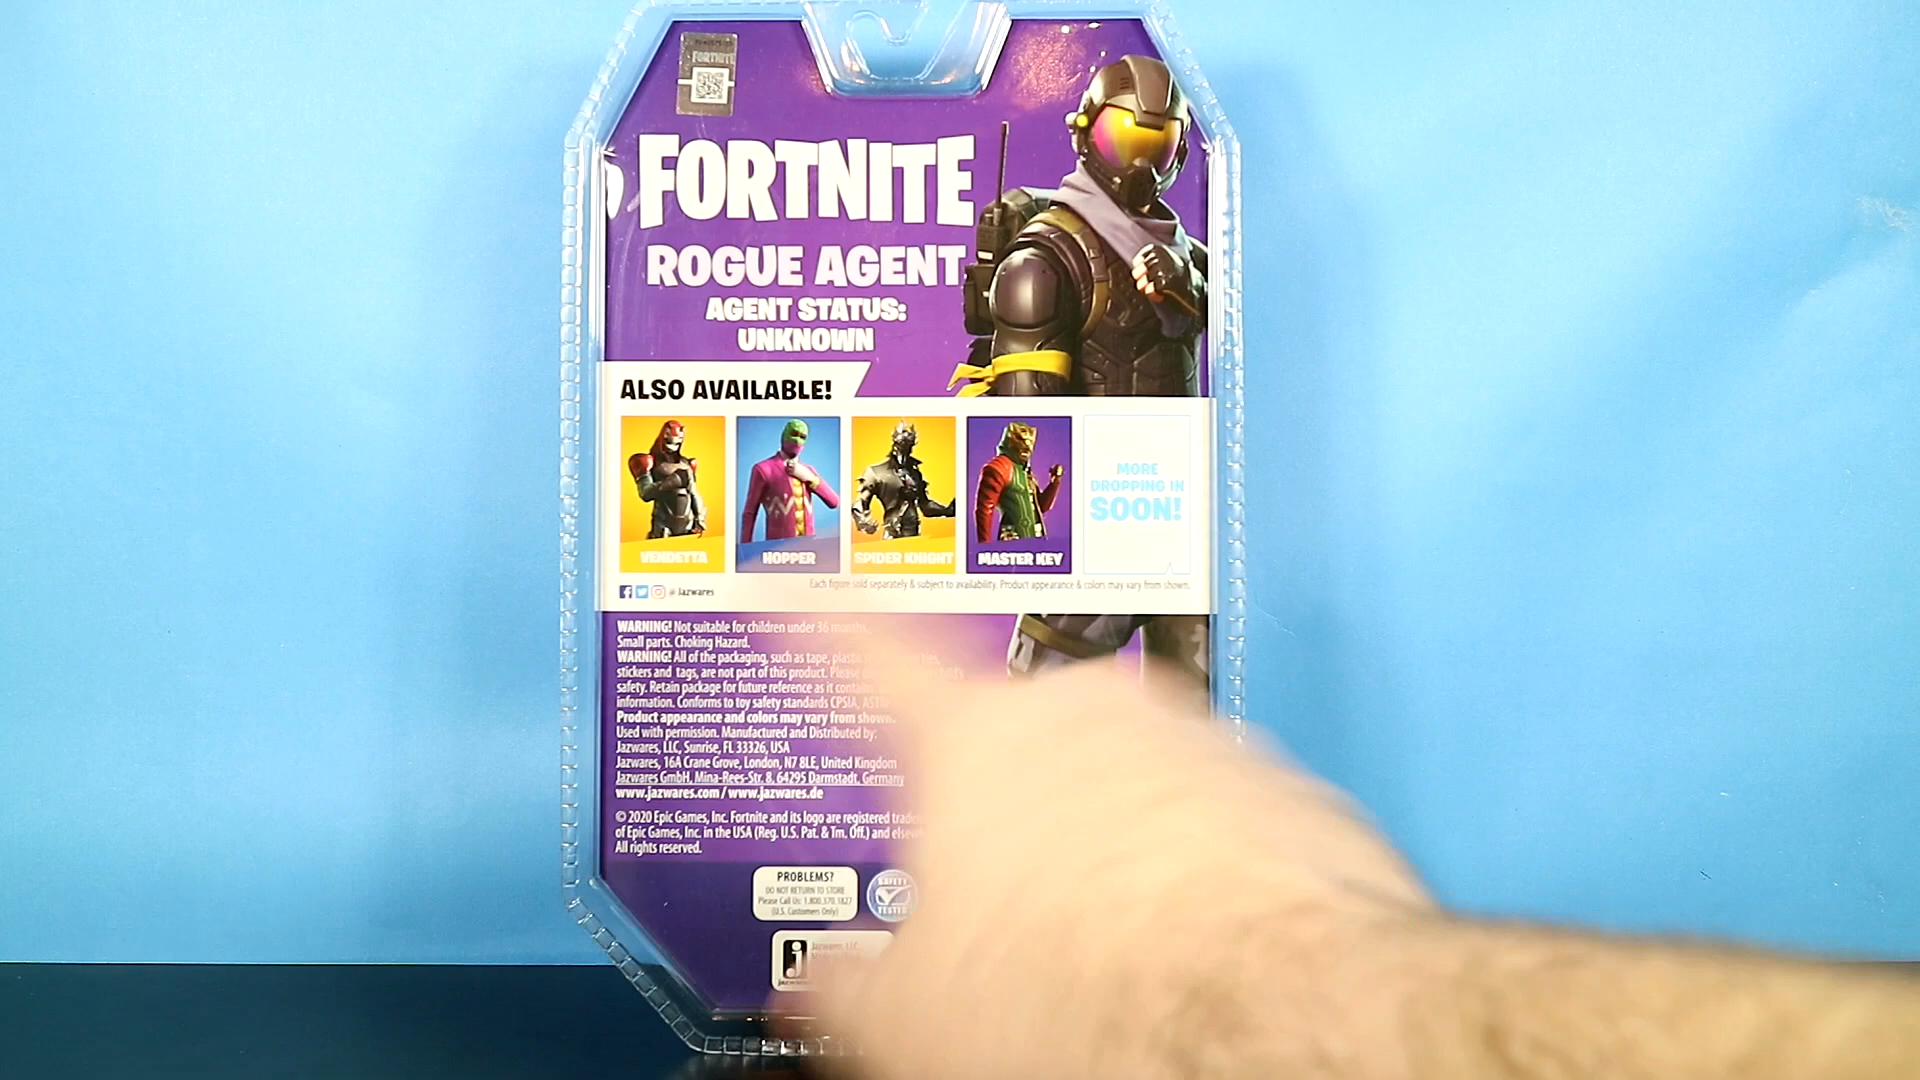 FORTNITE
FORTNITE
ROGUE AGENT
AGENT STATUS:
UNKNOWN
ALSO AVAILABLE!
VENDETTA
HOPPER
SPIDER KNIGHT
MASTER KEY
MORE
DROPPING IN
SOON!
@ Jazwares
Each figure sold separately & subject to availability. Product appearance & colors may vary from shown.
WARNING! Not suitable for children under 36 months.
Small parts. Choking Hazard.
WARNING! All of the packaging, such as tape, plastic
stickers and tags, are not part of this product. Please
safety. Retain package for future reference as it contains
information. Conforms to toy safety standards CPSIA,
Product appearance and colors may vary from shown.
Used with permission. Manufactured and Distributed by:
Jazwares, LLC, Sunrise, FL 33326, USA
Jazwares, 16A Crane Grove, London, N7 8LE, United Kingdom
Jazwares GmbH, Mina-Rees-Str. 8, 64295 Darmstadt, Germany
www.jazwares.com / www.jazwares.de
© 2020 Epic Games, Inc. Fortnite and its logo are registered
of Epic Games, Inc. in the USA (Reg. U.S. Pat. & Tm. Off.) and
All rights reserved.
PROBLEMS?
DO NOT RETURN TO STORE
Please Call Us: 1.800.370.1827
(U.S. Customers Only)
SAFETY
TESTED
Jazwares, LLC